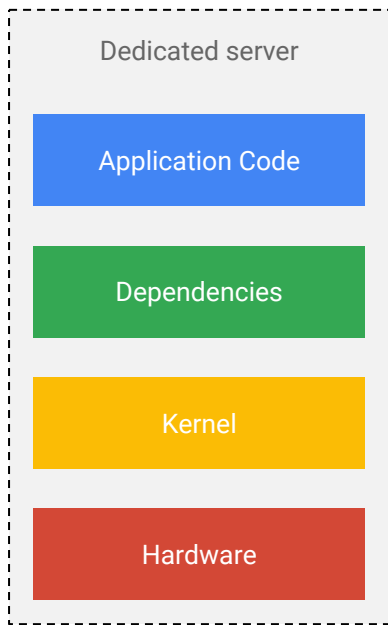 Dedicated server
Application Code
Dependencies
Kernel
Hardware